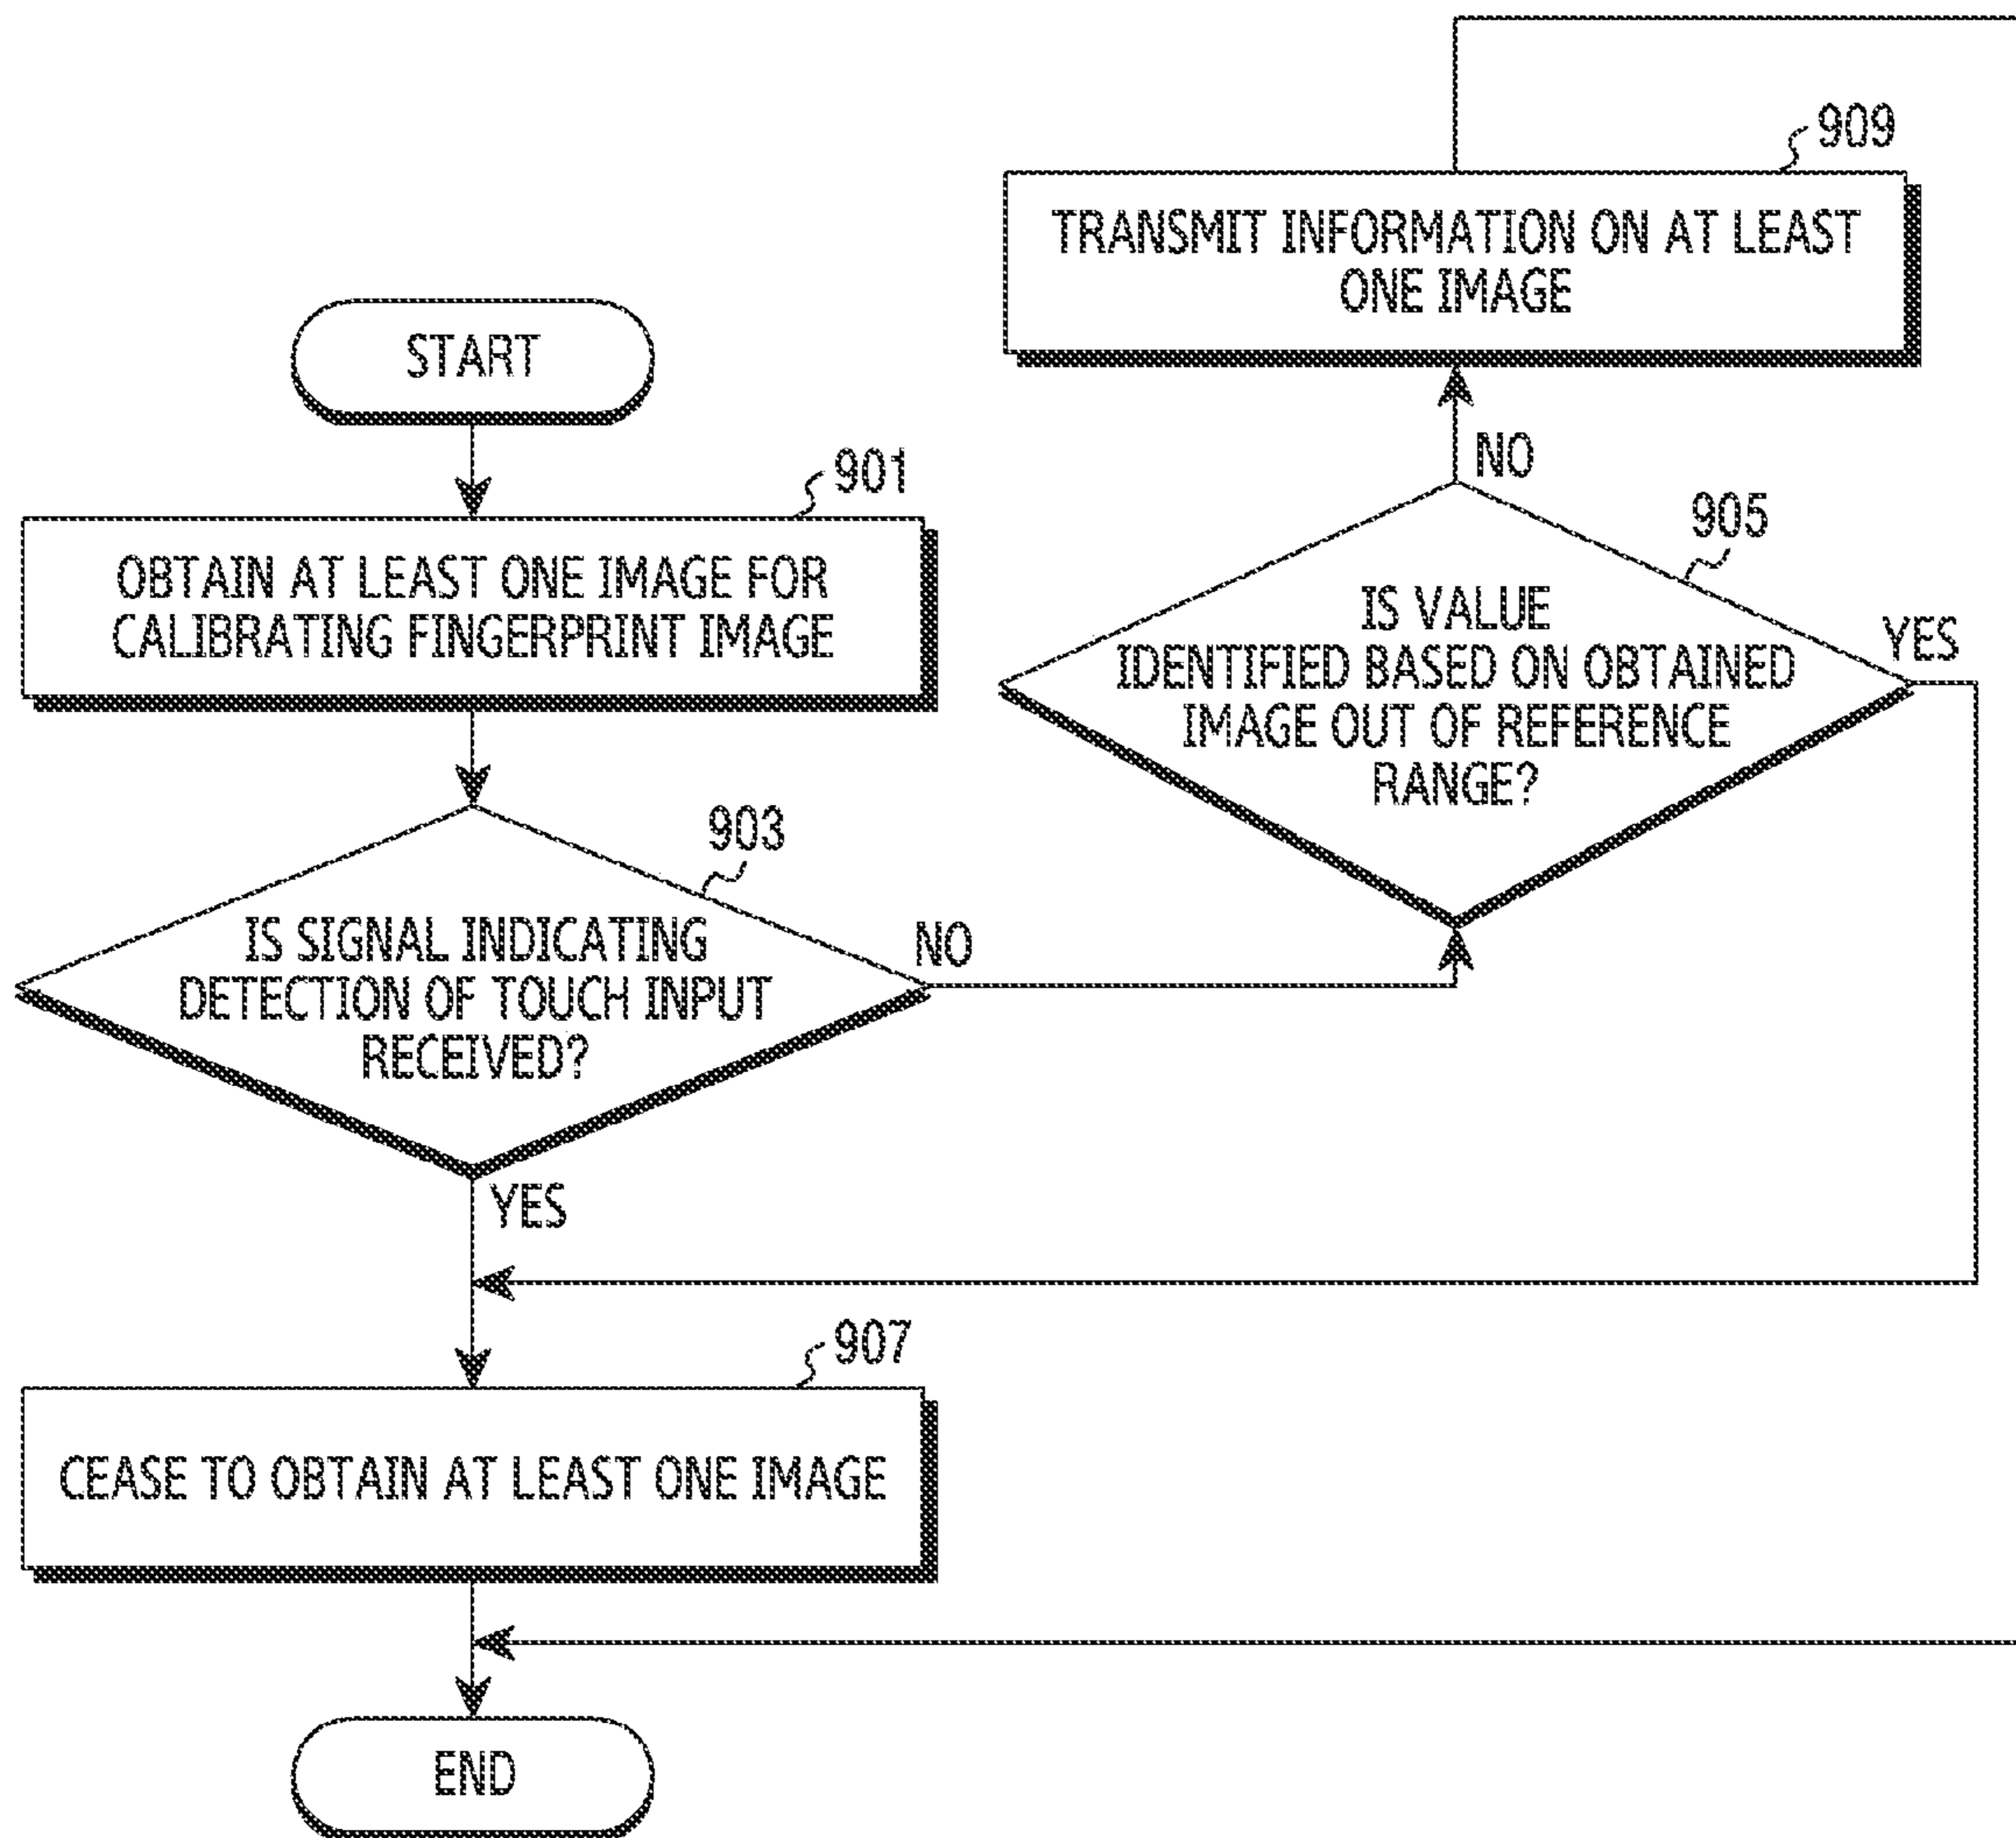 START
901
OBTAIN AT LEAST ONE IMAGE FOR
CALIBRATING FINGERPRINT IMAGE
903
IS SIGNAL INDICATING
DETECTION OF TOUCH INPUT
RECEIVED?
NO
YES
905
IS VALUE
IDENTIFIED BASED ON OBTAINED
IMAGE OUT OF REFERENCE
RANGE?
YES
NO
909
TRANSMIT INFORMATION ON AT LEAST
ONE IMAGE
907
CEASE TO OBTAIN AT LEAST ONE IMAGE
END